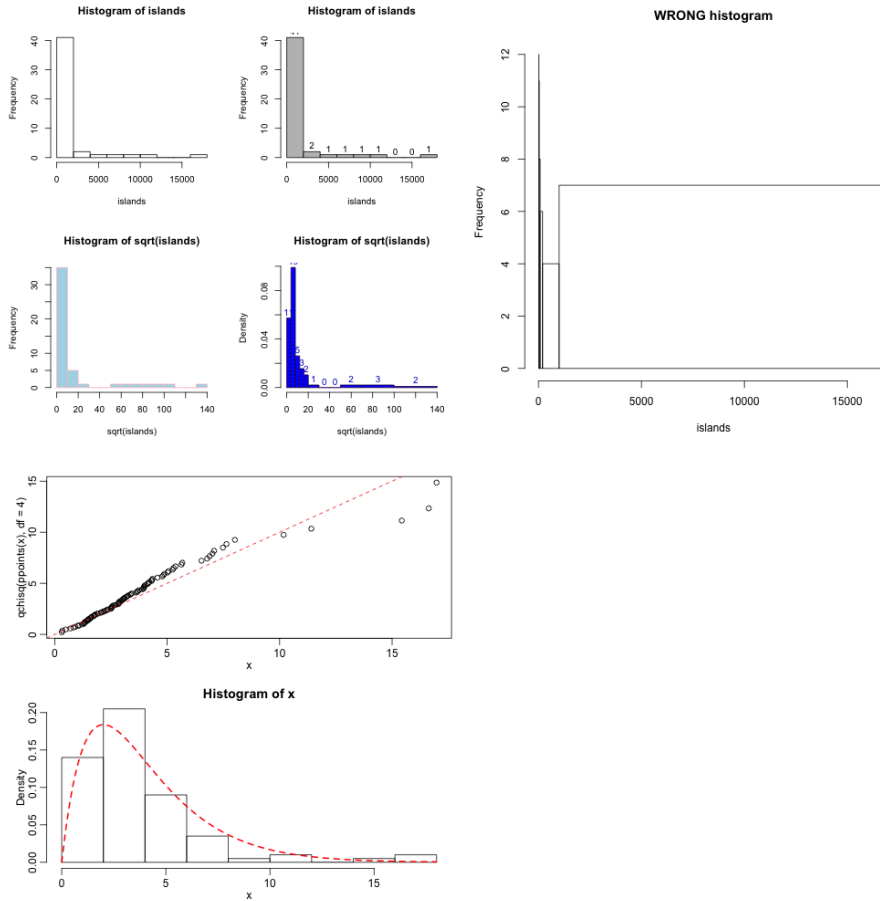 Histogram of islands
Frequency
0 10 20 30 40
0 5000 10000 15000
islands
Histogram of islands
Frequency
0 10 20 30 40
2 1 1 1 1 0 0 1
0 5000 10000 15000
islands
WRONG histogram
Frequency
0 2 4 6 8 10 12
0 5000 10000 15000
islands
Histogram of sqrt(islands)
Frequency
0 5 15 30
0 20 40 60 80 100 140
sqrt(islands)
Histogram of sqrt(islands)
Density
0.00 0.04 0.08
5 3 2 1 0 0 2 3 2
0 20 40 60 80 100 140
sqrt(islands)
qchisq(ppoints(x), df = 4)
0 5 10 15
0 5 10 15
x
Histogram of x
Density
0.00 0.05 0.10 0.15 0.20
0 5 10 15
x